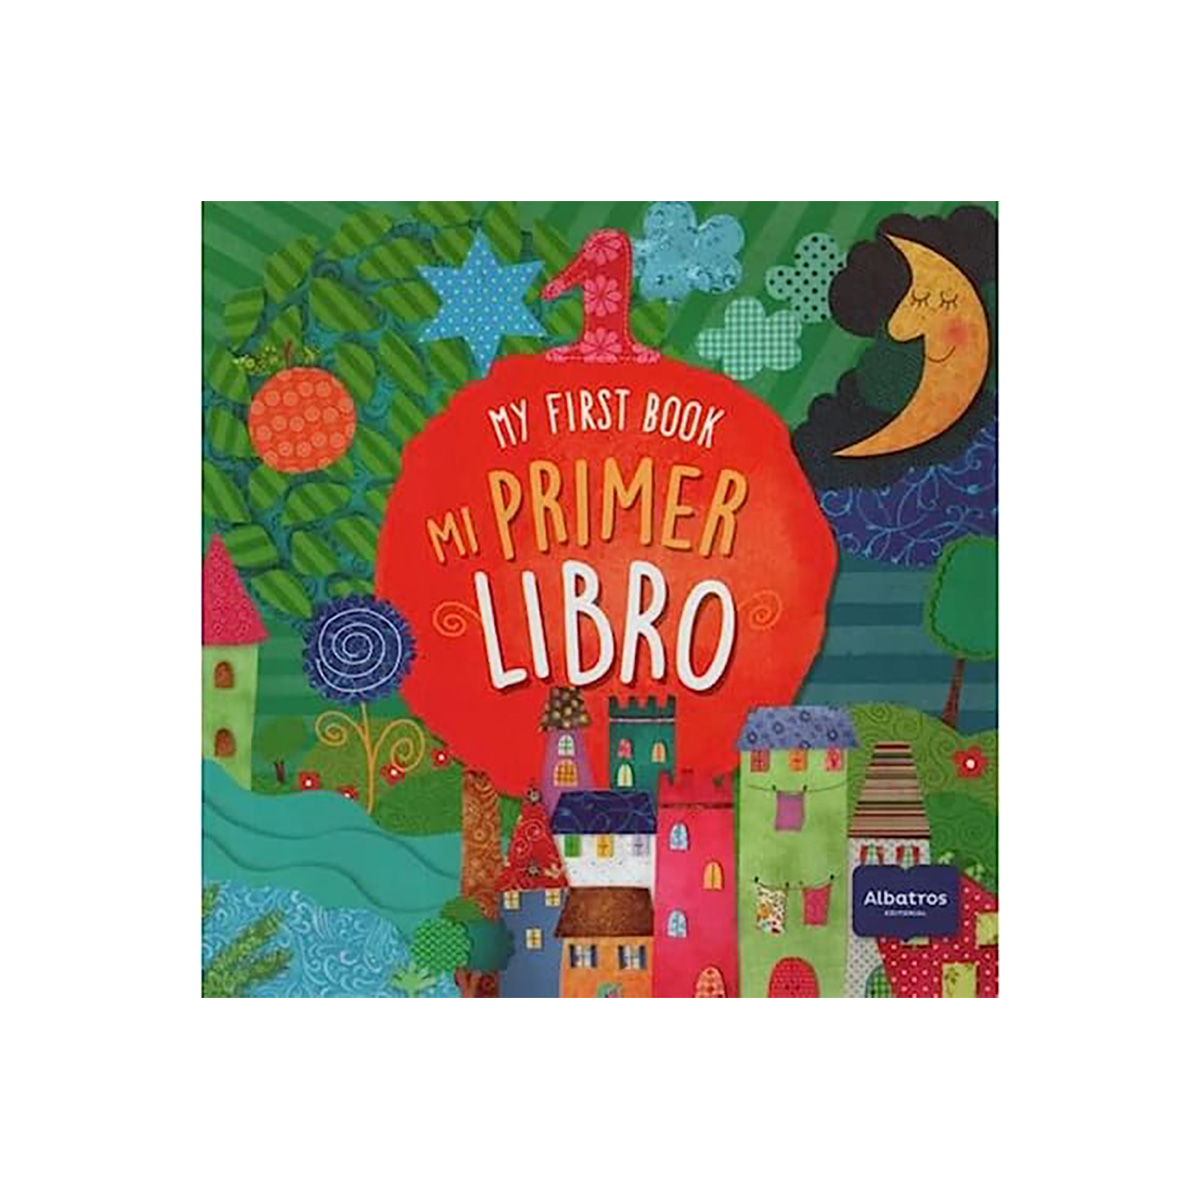 1
MY FIRST BOOK
MI PRIMER
LIBRO
Albatros
EDITORIAL